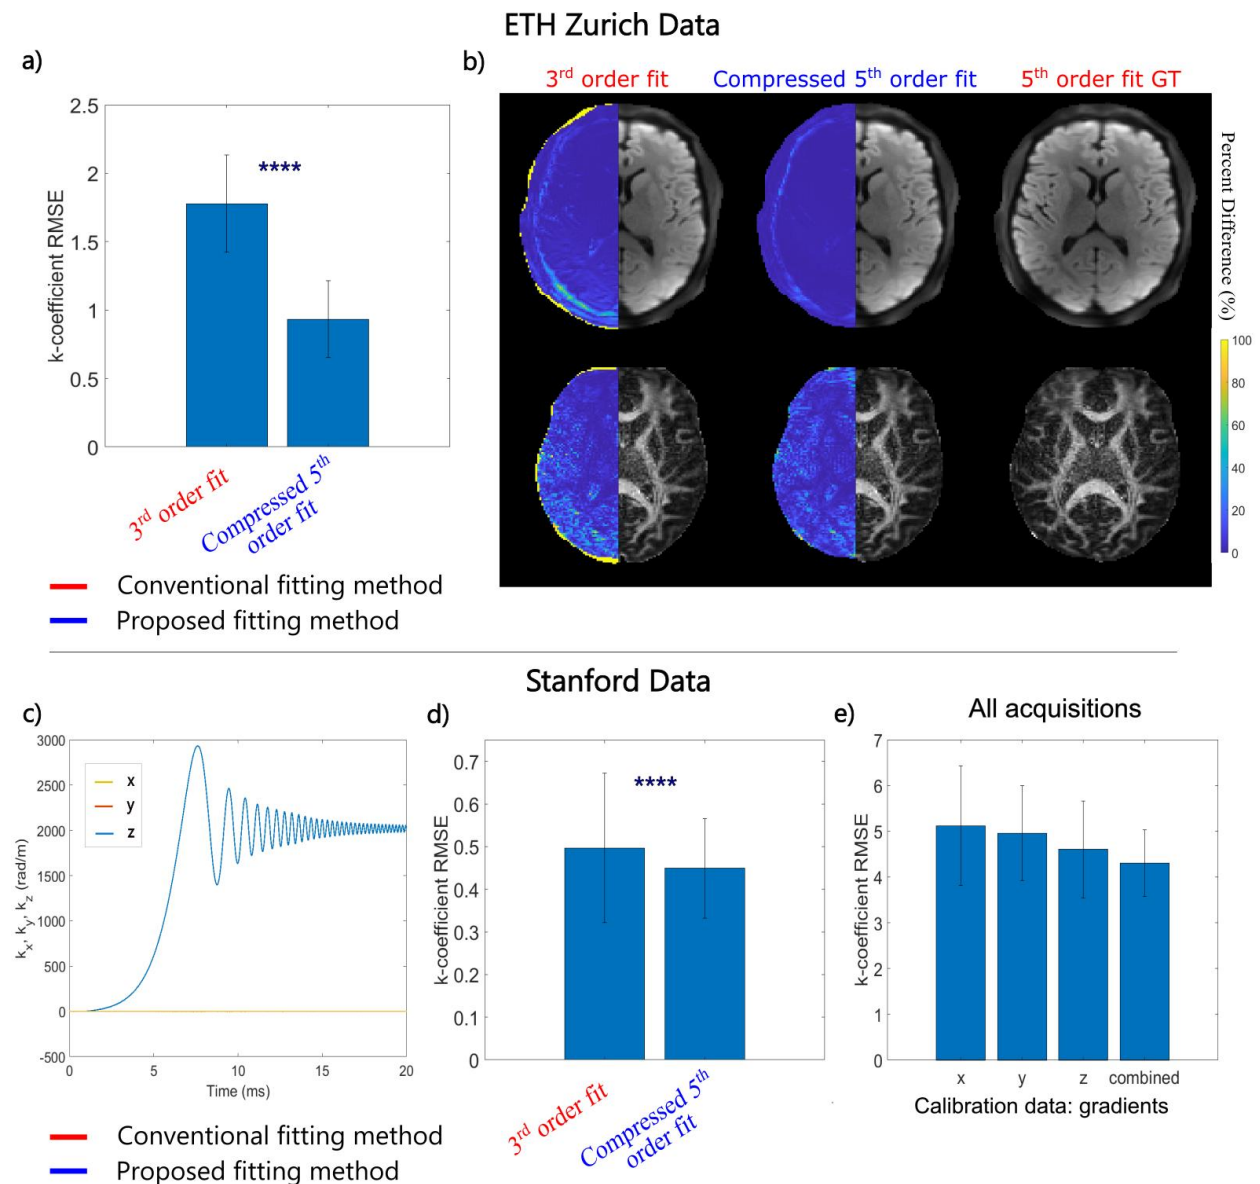 ETH Zurich Data
a)
2.5
2
1.5
1
0.5
0
k-coefficient RMSE
****
3rd order fit
Compressed 5th
order fit
Conventional fitting method
Proposed fitting method
b)
3rd order fit
Compressed 5th order fit
5th order fit GT
Percent Difference (%)
100
80
60
40
20
0
Stanford Data
c)
3000
2500
2000
1500
1000
500
0
-500
kx, ky, kz (rad/m)
x
y
z
0 5 10 15 20
Time (ms)
Conventional fitting method
Proposed fitting method
d)
0.7
0.6
0.5
0.4
0.3
0.2
0.1
0
k-coefficient RMSE
****
3rd order fit
Compressed 5th
order fit
e)
All acquisitions
7
6
5
4
3
2
1
0
k-coefficient RMSE
x y z combined
Calibration data: gradients